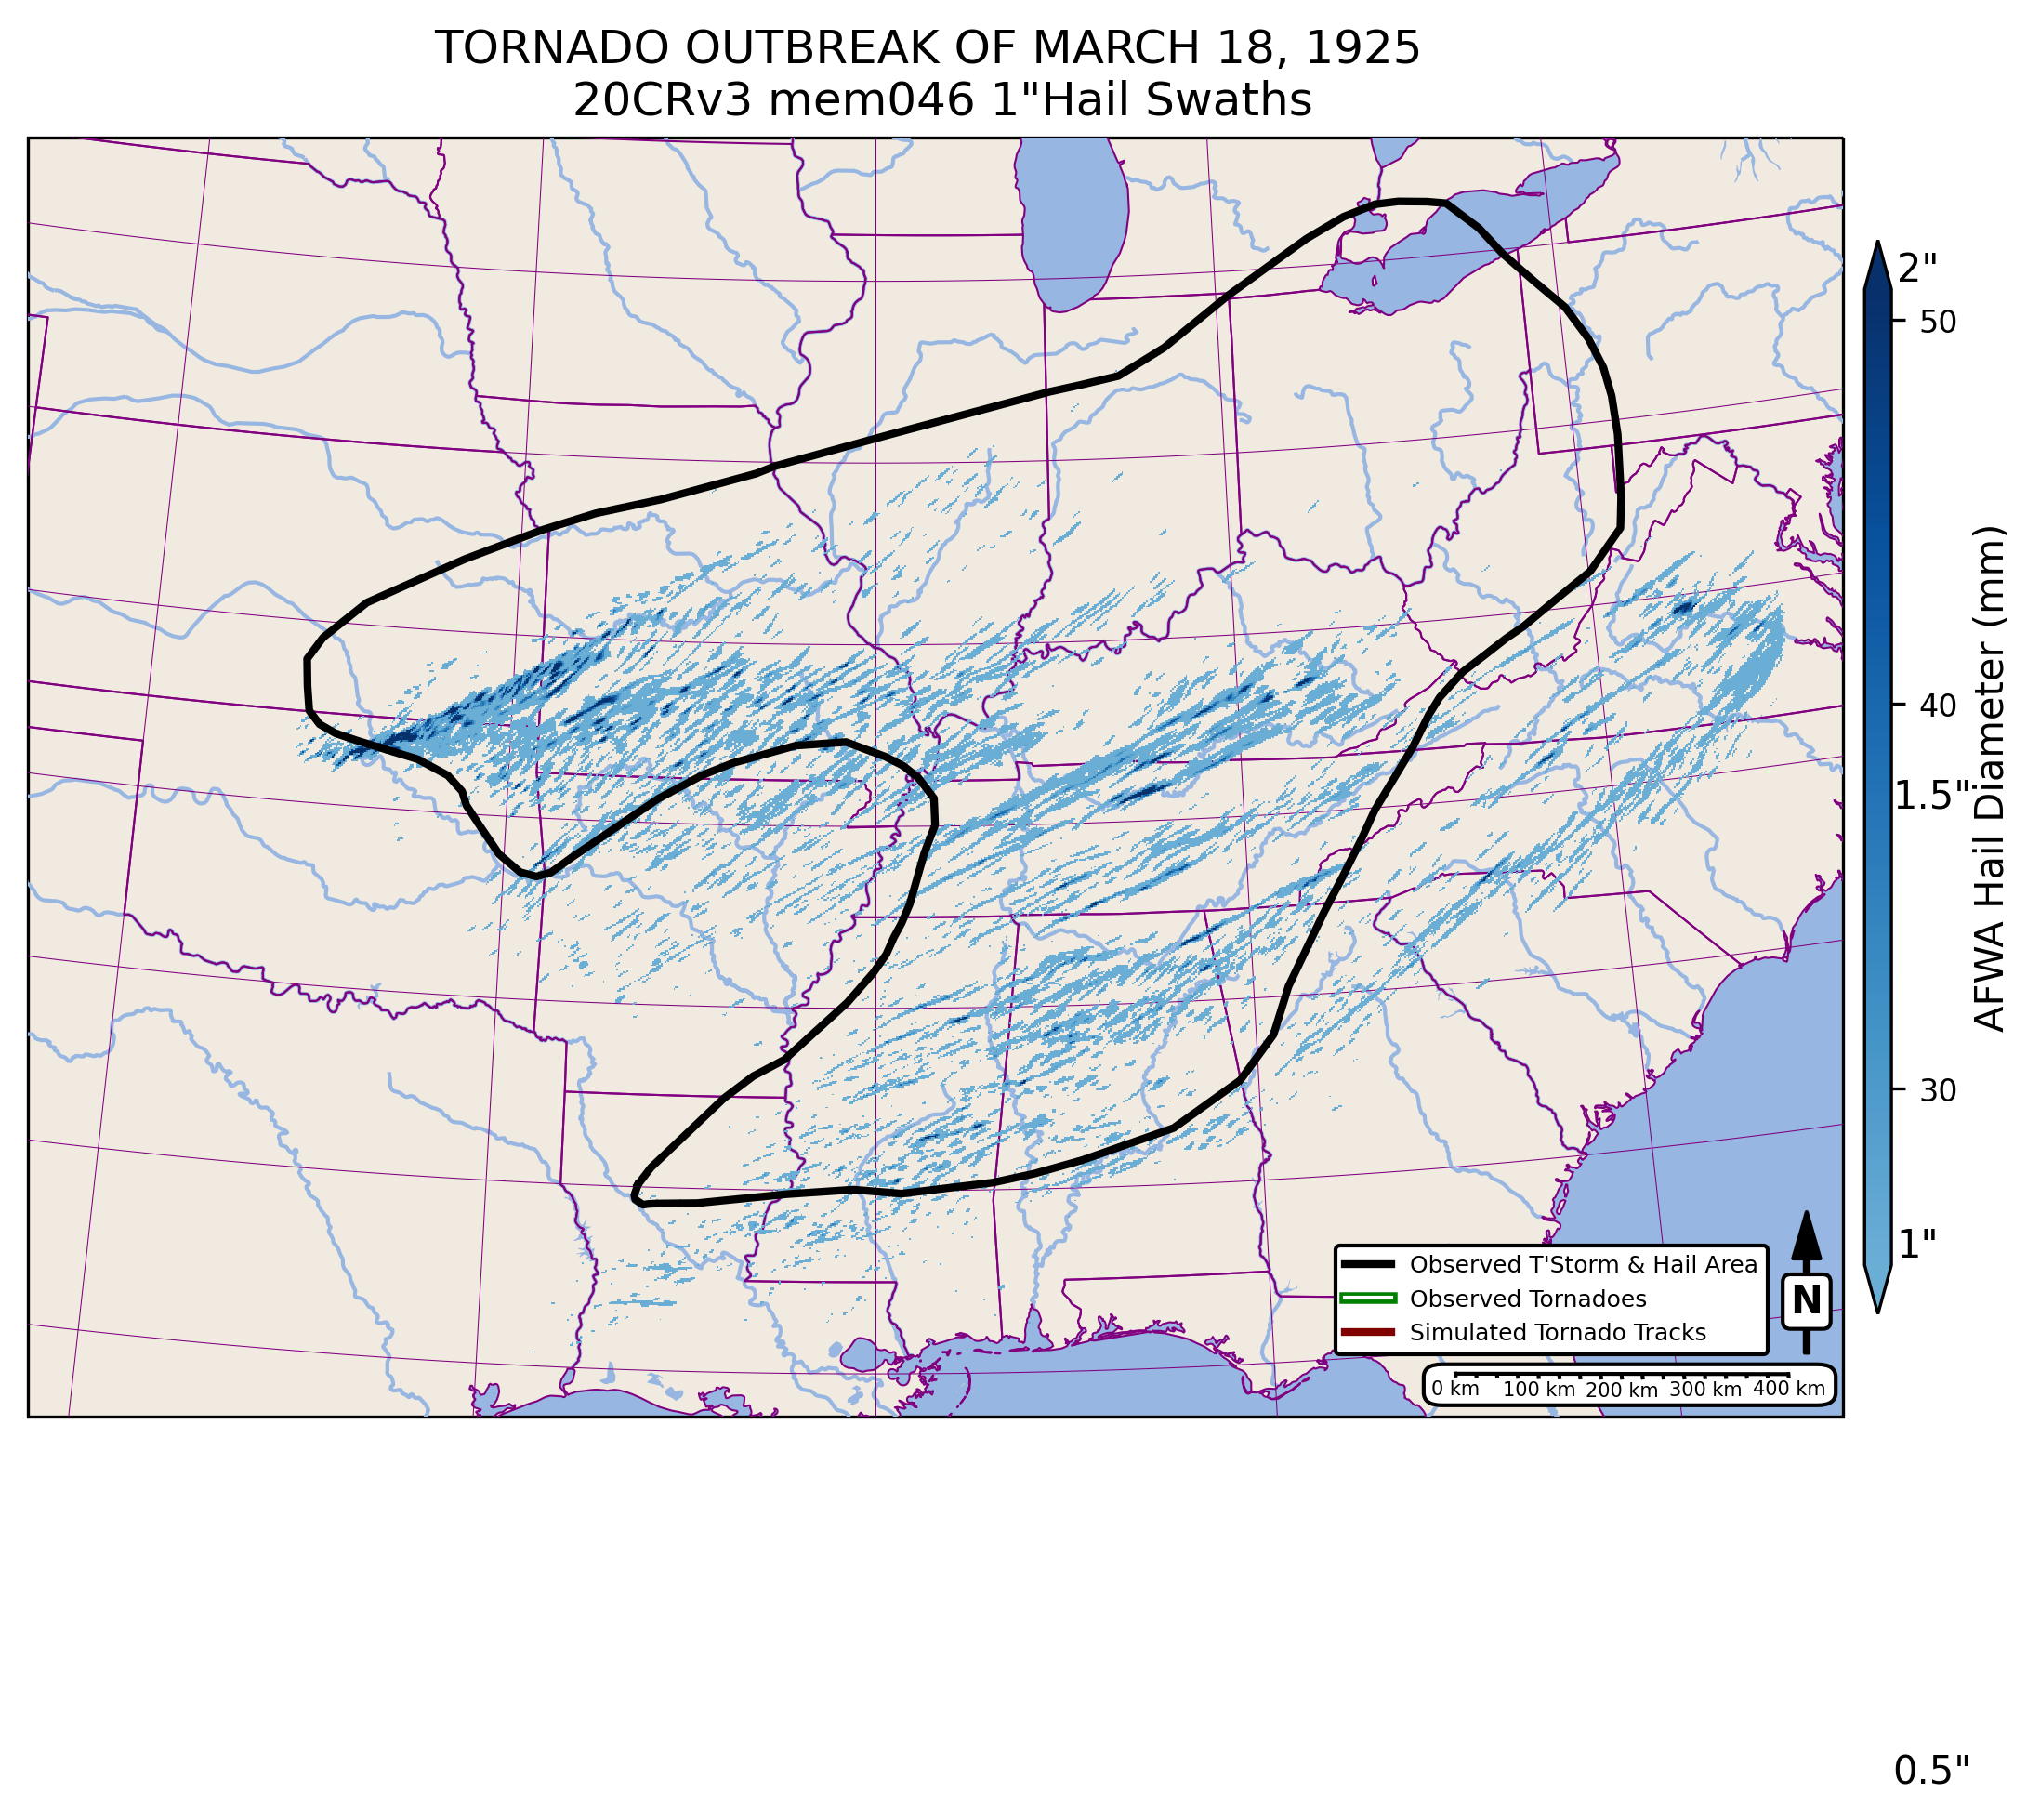 TORNADO OUTBREAK OF MARCH 18, 1925
20CRv3 mem046 1"Hail Swaths
2"
50
40
1.5"
30
1"
AFWA Hail Diameter (mm)
Observed T'Storm & Hail Area
Observed Tornadoes
Simulated Tornado Tracks
N
0 km 100 km 200 km 300 km 400 km
0.5"